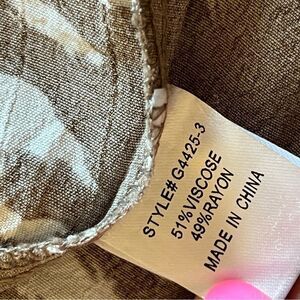 STYLE# G4425-3
51%VISCOSE
49%RAYON
MADE IN CHINA